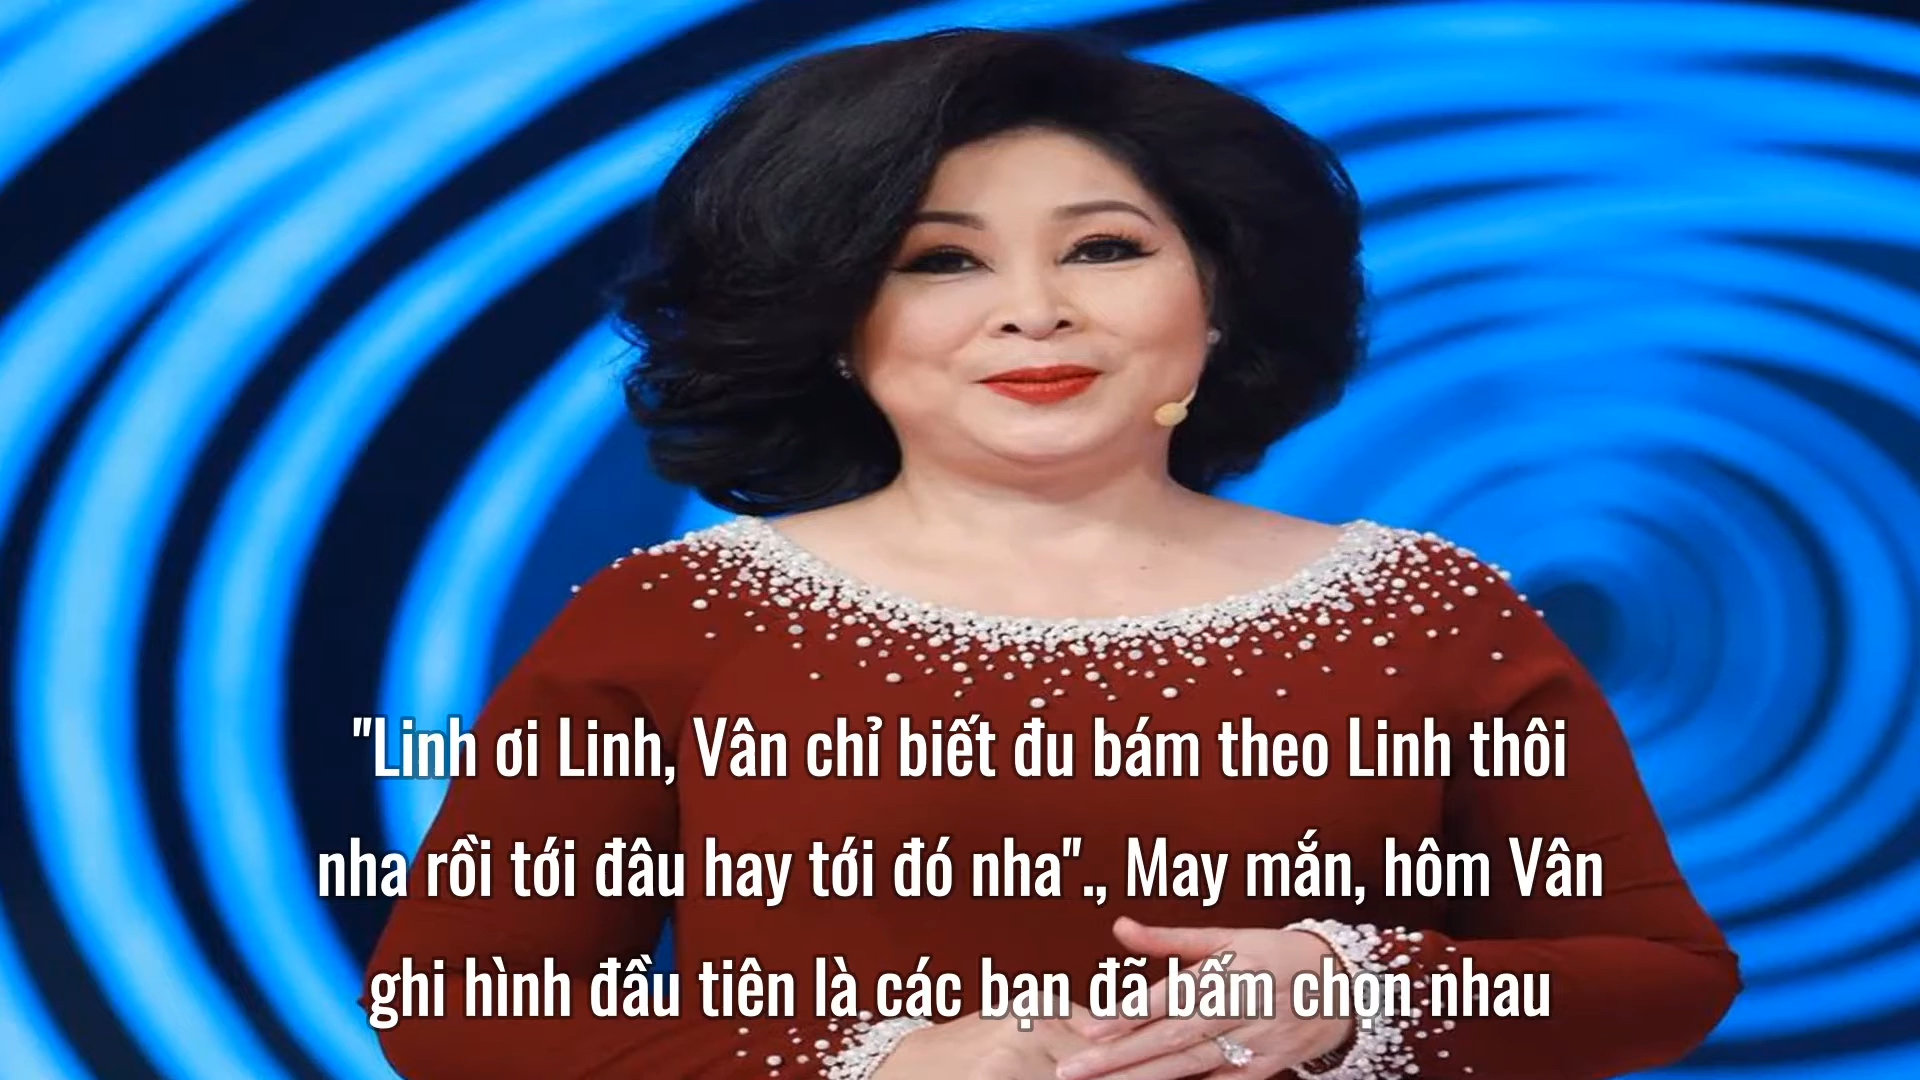 "Linh ơi Linh, Vân chỉ biết đu bám theo Linh thôi
nha rồi tới đâu hay tới đó nha"., May mắn, hôm Vân
ghi hình đầu tiên là các bạn đã bấm chọn nhau